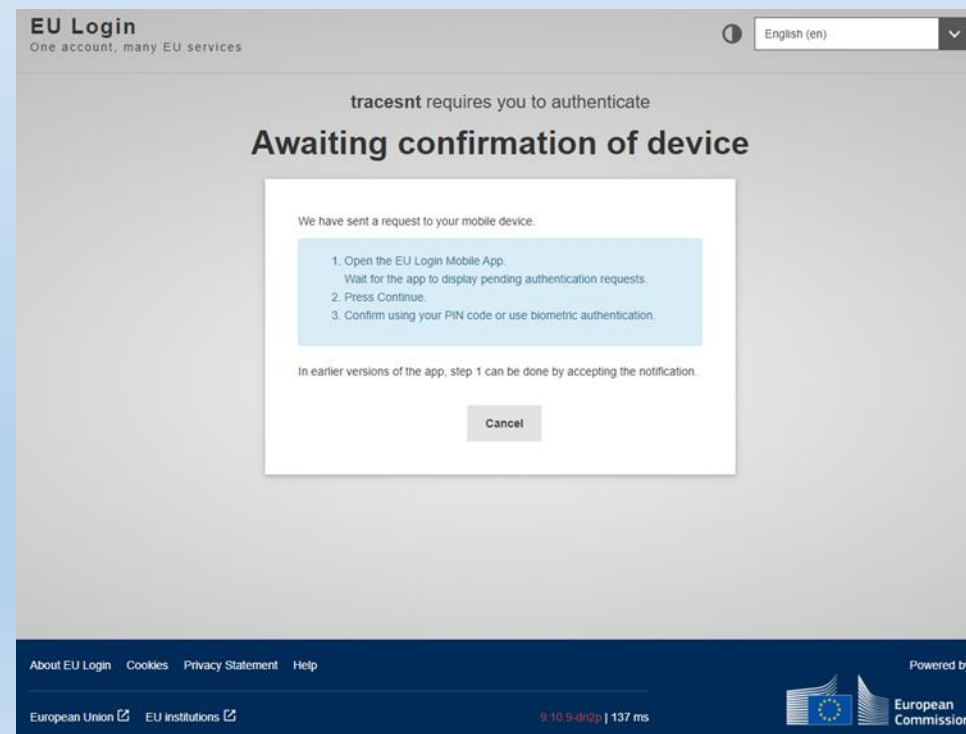 EU Login
One account, many EU services
English (en)
tracesnt requires you to authenticate
Awaiting confirmation of device
We have sent a request to your mobile device.
1. Open the EU Login Mobile App.
Wait for the app to display pending authentication requests.
2. Press Continue.
3. Confirm using your PIN code or use biometric authentication.
In earlier versions of the app, step 1 can be done by accepting the notification.
Cancel
About EU Login Cookies Privacy Statement Help
Powered by
European Union EU institutions
9.10.9-dn2p | 137 ms
European
Commission